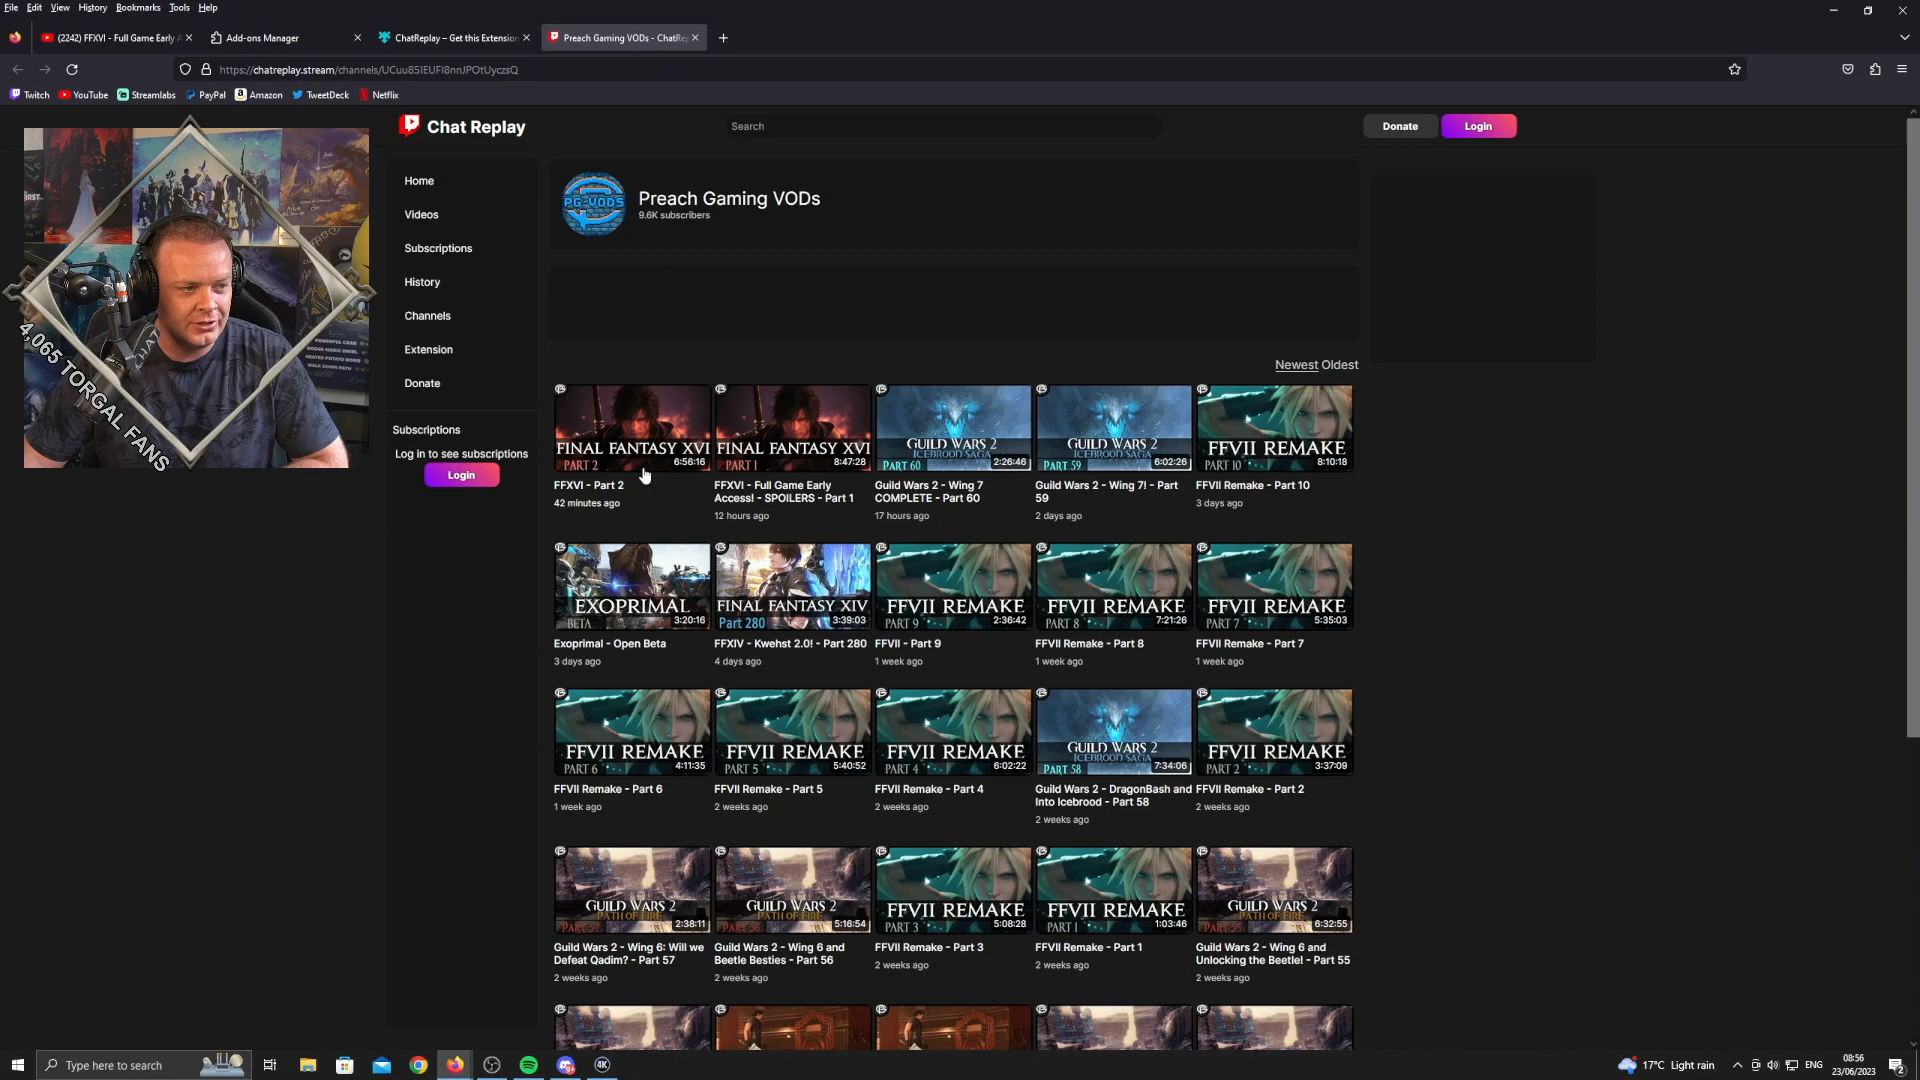 File Edit View History Bookmarks Tools Help
(2242) FFXVI - Full Game Early A
Add-ons Manager
ChatReplay – Get this Extension
Preach Gaming VODs - ChatRep
https://chatreplay.stream/channels/UCuu85IEUFI8nnJPOtUyczsQ
Twitch YouTube Streamlabs PayPal Amazon TweetDeck Netflix
Chat Replay
Search
Donate
Login
4,065 TORGAL FANS
Home
Videos
Subscriptions
History
Channels
Extension
Donate
Subscriptions
Log in to see subscriptions
Login
PG-VODS
Preach Gaming VODs
9.6K subscribers
Newest Oldest
FINAL FANTASY XVI
PART 2 6:56:16
FFXVI - Part 2
42 minutes ago
FINAL FANTASY XVI
PART 1 8:47:28
FFXVI - Full Game Early
Access! - SPOILERS - Part 1
12 hours ago
GUILD WARS 2
ICEBROOD SAGA
PART 60 2:26:46
Guild Wars 2 - Wing 7
COMPLETE - Part 60
17 hours ago
GUILD WARS 2
ICEBROOD SAGA
PART 59 6:02:26
Guild Wars 2 - Wing 7! - Part
59
2 days ago
FFVII REMAKE
PART 10 8:10:18
FFVII Remake - Part 10
3 days ago
EXOPRIMAL
BETA 3:20:16
Exoprimal - Open Beta
3 days ago
FINAL FANTASY XIV
Part 280 3:39:03
FFXIV - Kwehst 2.0! - Part 280
4 days ago
FFVII REMAKE
PART 9 2:36:42
FFVII - Part 9
1 week ago
FFVII REMAKE
PART 8 7:21:26
FFVII Remake - Part 8
1 week ago
FFVII REMAKE
PART 7 5:35:03
FFVII Remake - Part 7
1 week ago
FFVII REMAKE
PART 6 4:11:35
FFVII Remake - Part 6
1 week ago
FFVII REMAKE
PART 5 5:40:52
FFVII Remake - Part 5
2 weeks ago
FFVII REMAKE
PART 4 6:02:22
FFVII Remake - Part 4
2 weeks ago
GUILD WARS 2
ICEBROOD SAGA
PART 58 7:34:06
Guild Wars 2 - DragonBash and
Into Icebrood - Part 58
2 weeks ago
FFVII REMAKE
PART 2 3:37:09
FFVII Remake - Part 2
2 weeks ago
GUILD WARS 2
PATH OF FIRE
PART 57 2:38:11
Guild Wars 2 - Wing 6: Will we
Defeat Qadim? - Part 57
2 weeks ago
GUILD WARS 2
PATH OF FIRE
PART 56 5:16:54
Guild Wars 2 - Wing 6 and
Beetle Besties - Part 56
2 weeks ago
FFVII REMAKE
PART 3 5:08:28
FFVII Remake - Part 3
2 weeks ago
FFVII REMAKE
PART 1 1:03:46
FFVII Remake - Part 1
2 weeks ago
GUILD WARS 2
PATH OF FIRE
PART 55 6:32:55
Guild Wars 2 - Wing 6 and
Unlocking the Beetle! - Part 55
2 weeks ago
Type here to search
4K
17°C Light rain
ENG
08:56
23/06/2023
2